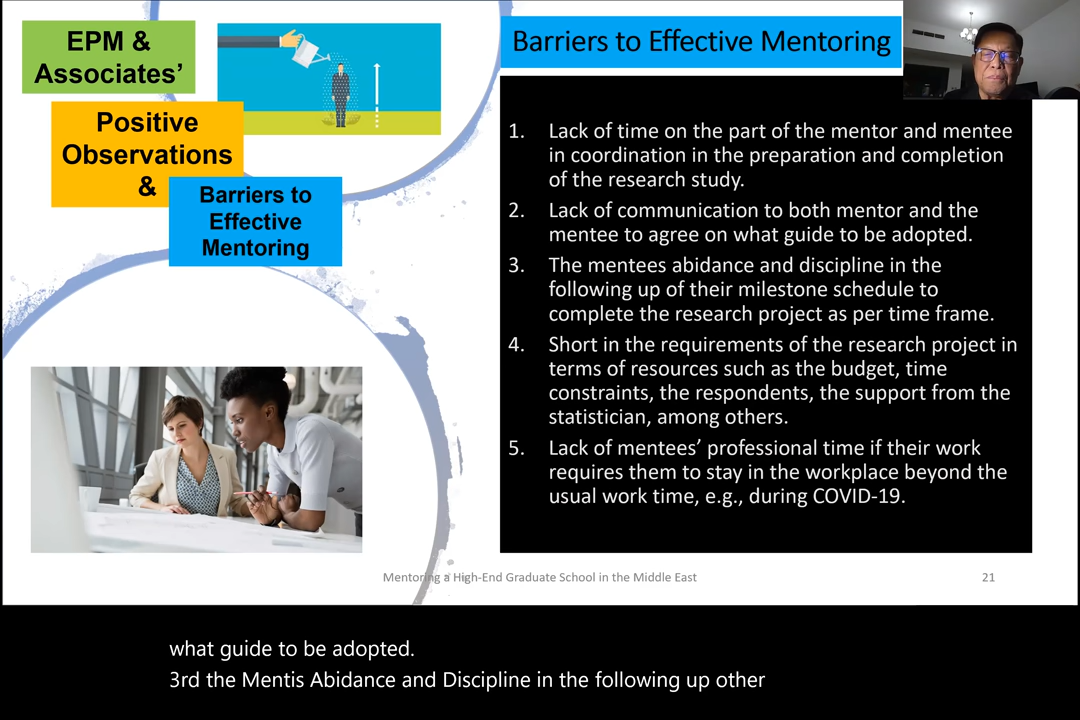 EPM &
Associates’
Positive
Observations
&
Barriers to
Effective
Mentoring
Barriers to Effective Mentoring
1. Lack of time on the part of the mentor and mentee
in coordination in the preparation and completion
of the research study.
2. Lack of communication to both mentor and the
mentee to agree on what guide to be adopted.
3. The mentees abidance and discipline in the
following up of their milestone schedule to
complete the research project as per time frame.
4. Short in the requirements of the research project in
terms of resources such as the budget, time
constraints, the respondents, the support from the
statistician, among others.
5. Lack of mentees’ professional time if their work
requires them to stay in the workplace beyond the
usual work time, e.g., during COVID-19.
Mentoring a High-End Graduate School in the Middle East
21
what guide to be adopted.
3rd the Mentis Abidance and Discipline in the following up other